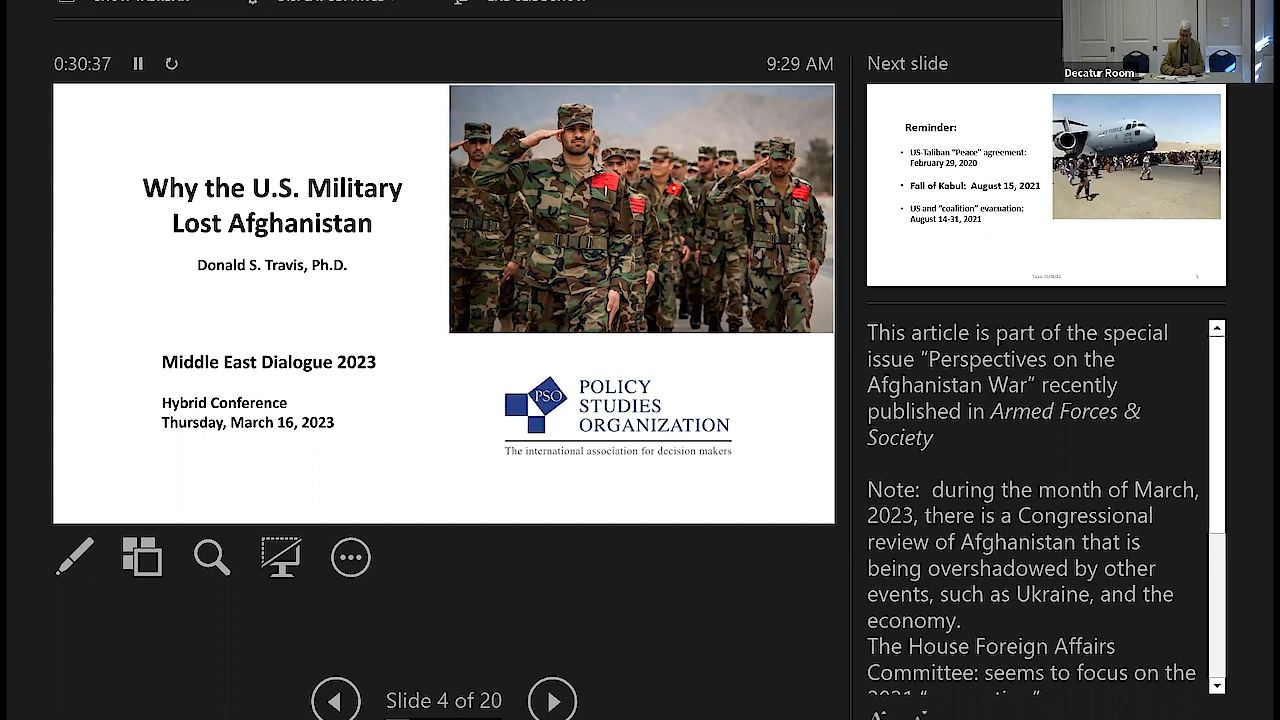 0:30:37
9:29 AM
Next slide
Decatur Room
Why the U.S. Military
Lost Afghanistan
Donald S. Travis, Ph.D.
Middle East Dialogue 2023
Hybrid Conference
Thursday, March 16, 2023
PSO
POLICY
STUDIES
ORGANIZATION
The international association for decision makers
Reminder:
• US-Taliban “Peace” agreement:
February 29, 2020
• Fall of Kabul: August 15, 2021
• US and “coalition” evacuation:
August 14-31, 2021
This article is part of the special
issue “Perspectives on the
Afghanistan War” recently
published in Armed Forces &
Society
Note: during the month of March,
2023, there is a Congressional
review of Afghanistan that is
being overshadowed by other
events, such as Ukraine, and the
economy.
The House Foreign Affairs
Committee: seems to focus on the
Slide 4 of 20